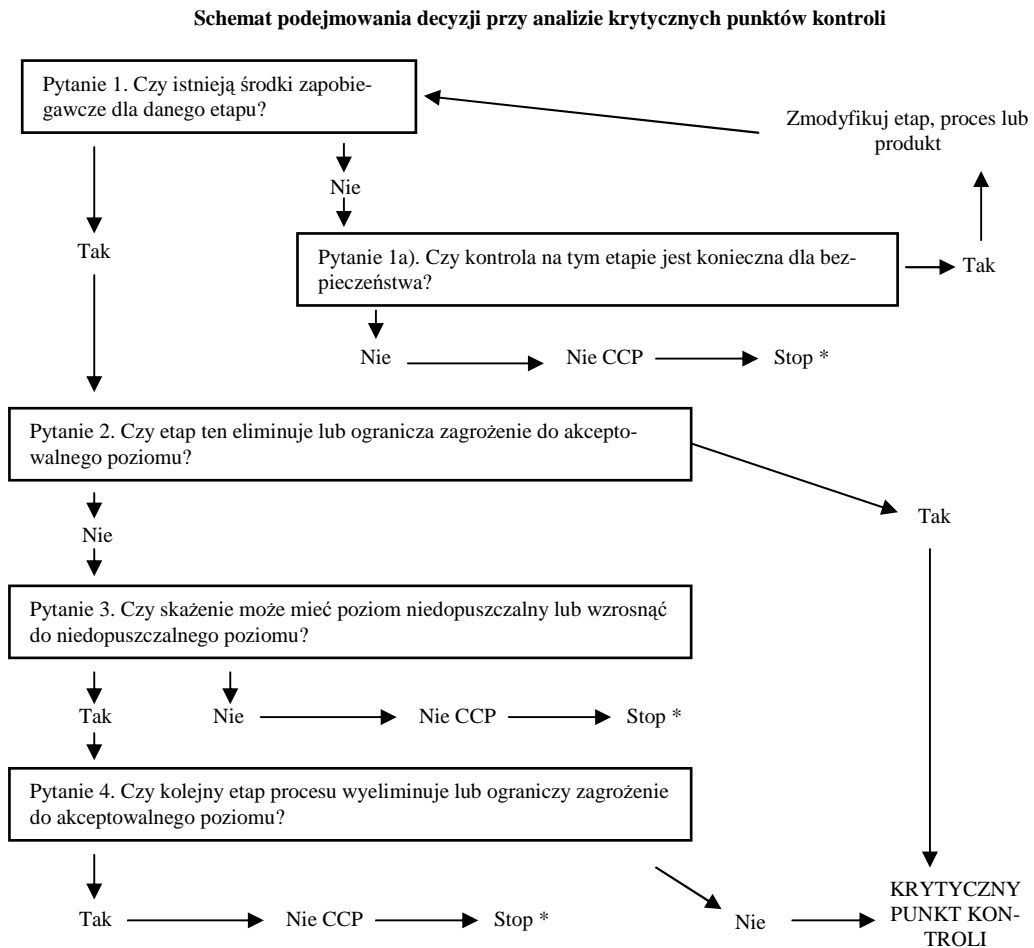 Schemat podejmowania decyzji przy analizie krytycznych punktów kontroli
Pytanie 1. Czy istnieją środki zapobie-
gawcze dla danego etapu?
Zmodyfikuj etap, proces lub
produkt
Nie
Tak
Pytanie 1a). Czy kontrola na tym etapie jest konieczna dla bez-
pieczeństwa?
Tak
Nie
Nie CCP
Stop *
Pytanie 2. Czy etap ten eliminuje lub ogranicza zagrożenie do akcepto-
walnego poziomu?
Tak
Nie
Pytanie 3. Czy skażenie może mieć poziom niedopuszczalny lub wzrosnąć
do niedopuszczalnego poziomu?
Tak
Nie
Nie CCP
Stop *
Pytanie 4. Czy kolejny etap procesu wyeliminuje lub ograniczy zagrożenie
do akceptowalnego poziomu?
Tak
Nie CCP
Stop *
Nie
KRYTYCZNY
PUNKT KON-
TROLI